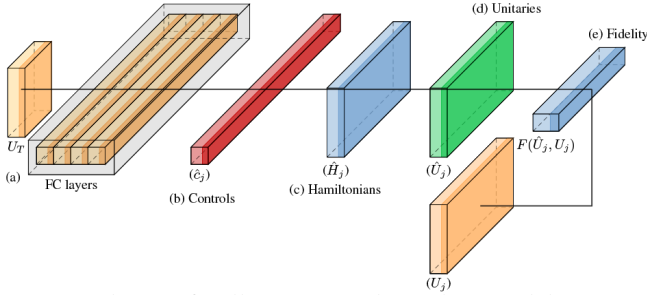 (d) Unitaries
(e) Fidelity
U_T
F(Û_j, U_j)
(a)
FC layers
(ĉ_j)
(Ĥ_j)
(Û_j)
(b) Controls
(c) Hamiltonians
(U_j)